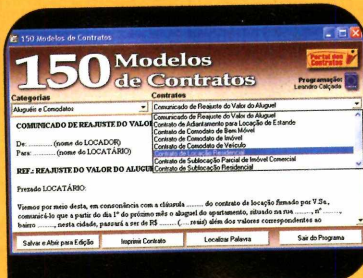 150 Modelos de Contratos
150 Modelos
de Contratos
Portal dos
Contratos
Programação:
Leandro Calçada
Categorias
Contratos
Aluguéis e Comodatos
Comunicado de Reajuste do Valor do Aluguel
Comunicado de Reajuste do Valor do Aluguel
Contrato de Adiantamento para Locação de Estande
Contrato de Comodato de Bem Móvel
Contrato de Comodato de Imóvel
Contrato de Comodato de Veículo
Contrato de Locação Residencial
Contrato de Sublocação Parcial de Imóvel Comercial
Contrato de Sublocação Residencial
COMUNICADO DE REAJUSTE DO VALO
De: ............(nome do LOCADOR)
Para: ............(nome do LOCATÁRIO)
REF.: REAJUSTE DO VALOR DO ALUGUE
Prezado LOCATÁRIO:
Viemos por meio desta, em consonância com a cláusula ......... do contrato de locação firmado por V.Sa.,
comunicá-lo que a partir do dia 1º do próximo mês o aluguel do apartamento, situado na rua ......., nº .......,
bairro ........., nesta cidade, passará a ser de R$ ......... (.....reais) além dos valores correspondentes ao
Salvar e Abrir para Edição
Imprimir Contrato
Localizar Palavra
Sair do Programa